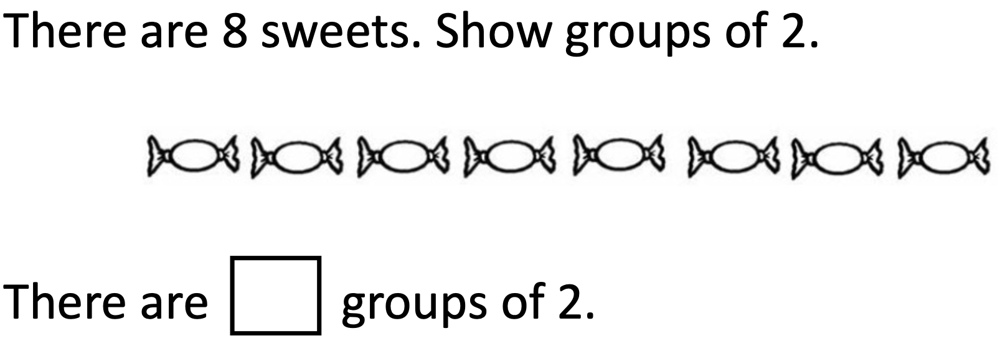 There are 8 sweets. Show groups of 2.
There are groups of 2.